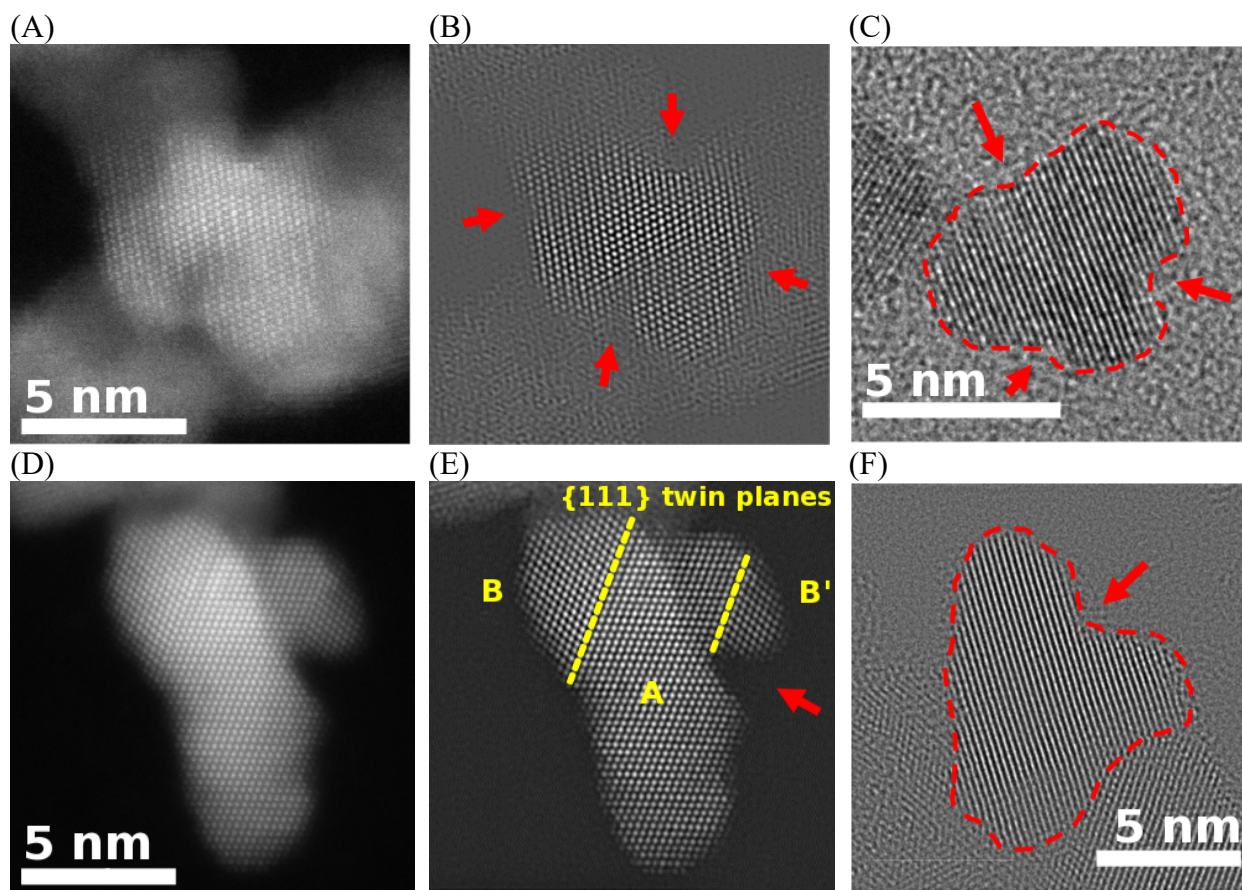 (A)
(B)
(C)
5 nm
5 nm
(D)
(E)
(F)
{111} twin planes
B
B'
A
5 nm
5 nm